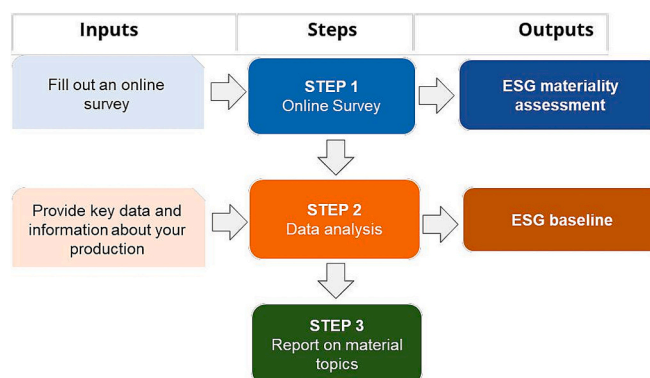 Inputs
Steps
Outputs
Fill out an online
survey
STEP 1
Online Survey
ESG materiality
assessment
Provide key data and
information about your
production
STEP 2
Data analysis
ESG baseline
STEP 3
Report on material
topics